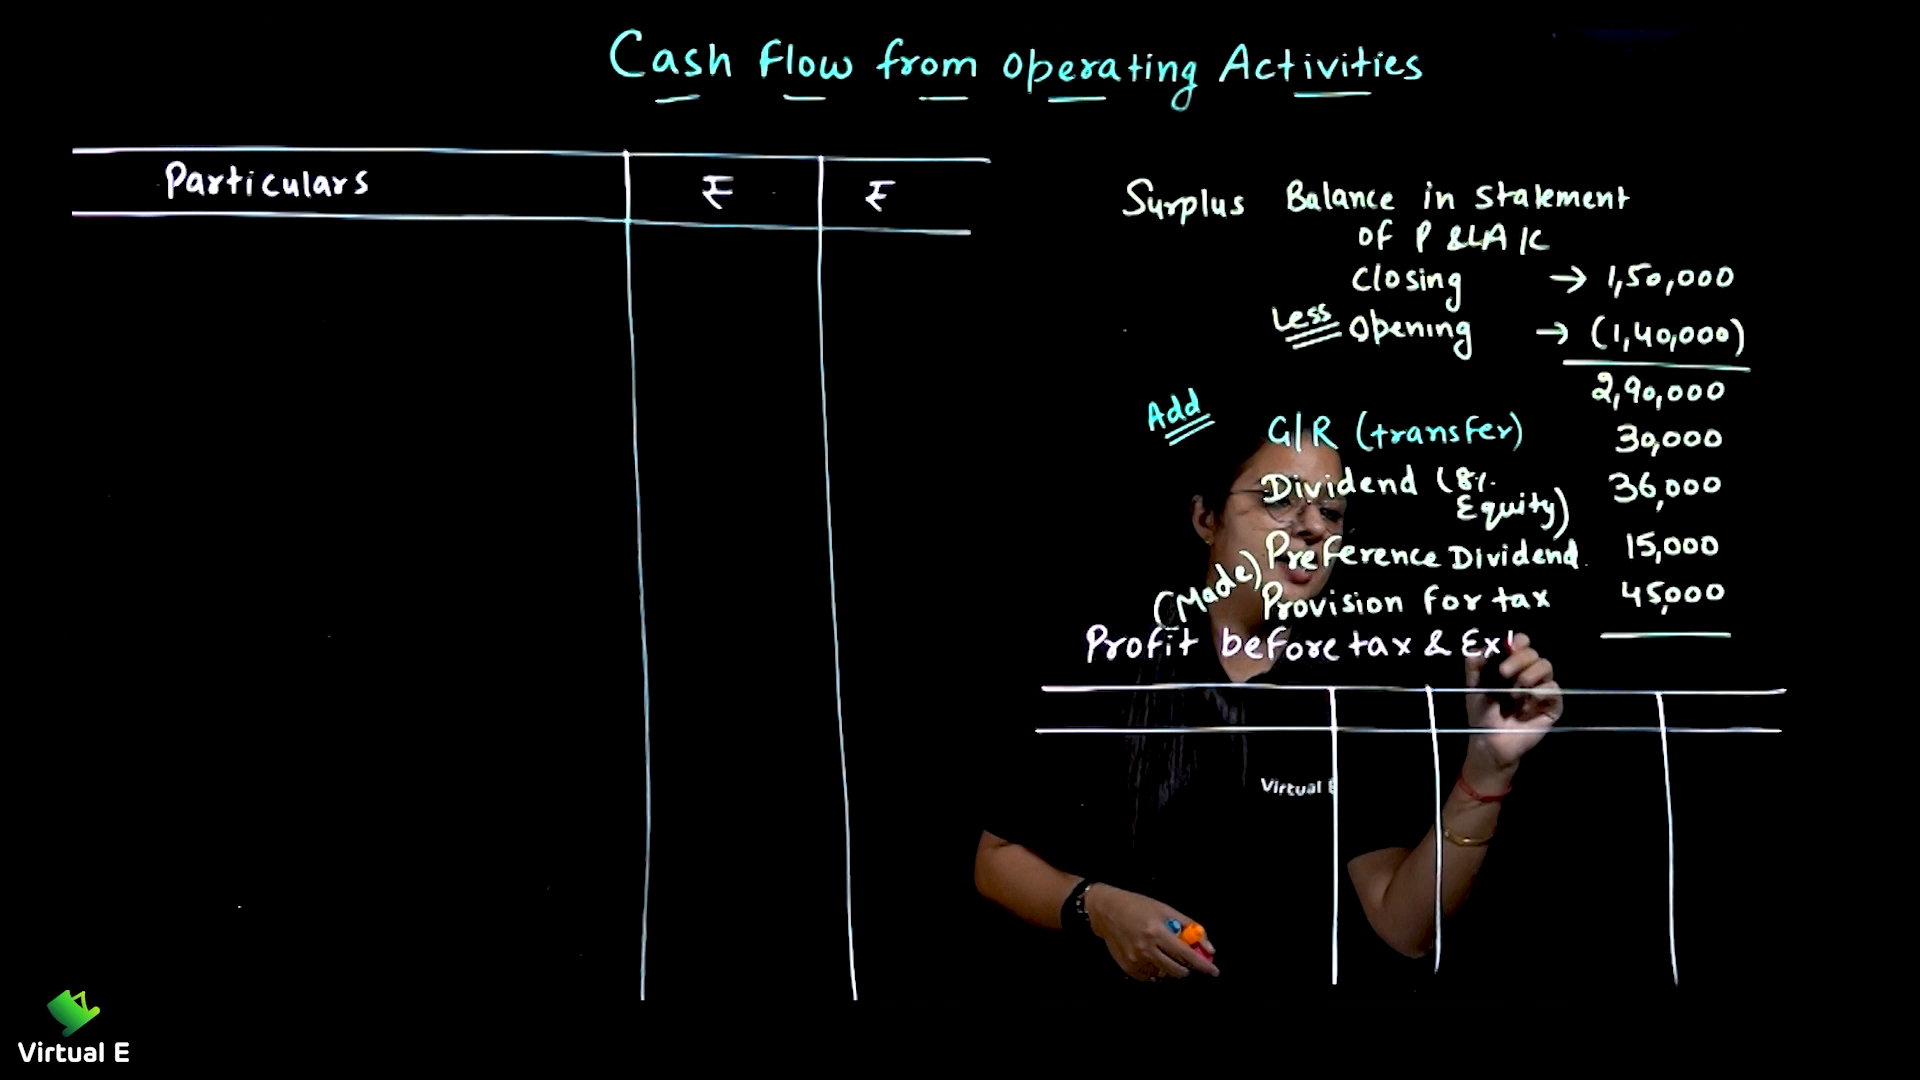 Cash Flow from Operating Activities
Particulars ₹ ₹
Surplus Balance in Statement
of P & L A/C
Closing → 1,50,000
Less Opening → (1,40,000)
2,90,000
Add G/R (transfer) 30,000
Dividend (8%. 36,000
Equity)
Preference Dividend 15,000
(Made) Provision for tax 45,000
Profit before tax & Ex
Virtual E
Virtual E